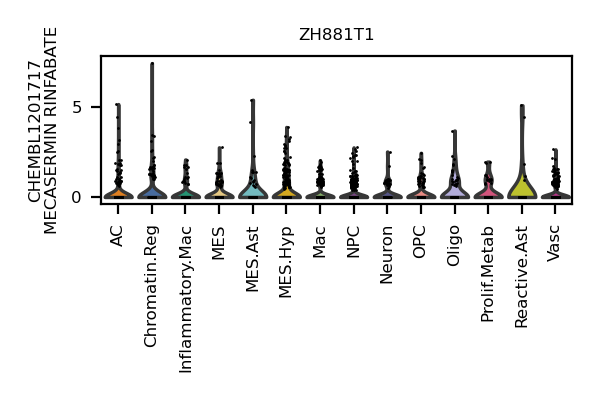 ZH881T1
CHEMBL1201717
MECASERMIN RINFABATE
5
0
AC
Chromatin.Reg
Inflammatory.Mac
MES
MES.Ast
MES.Hyp
Mac
NPC
Neuron
OPC
Oligo
Prolif.Metab
Reactive.Ast
Vasc